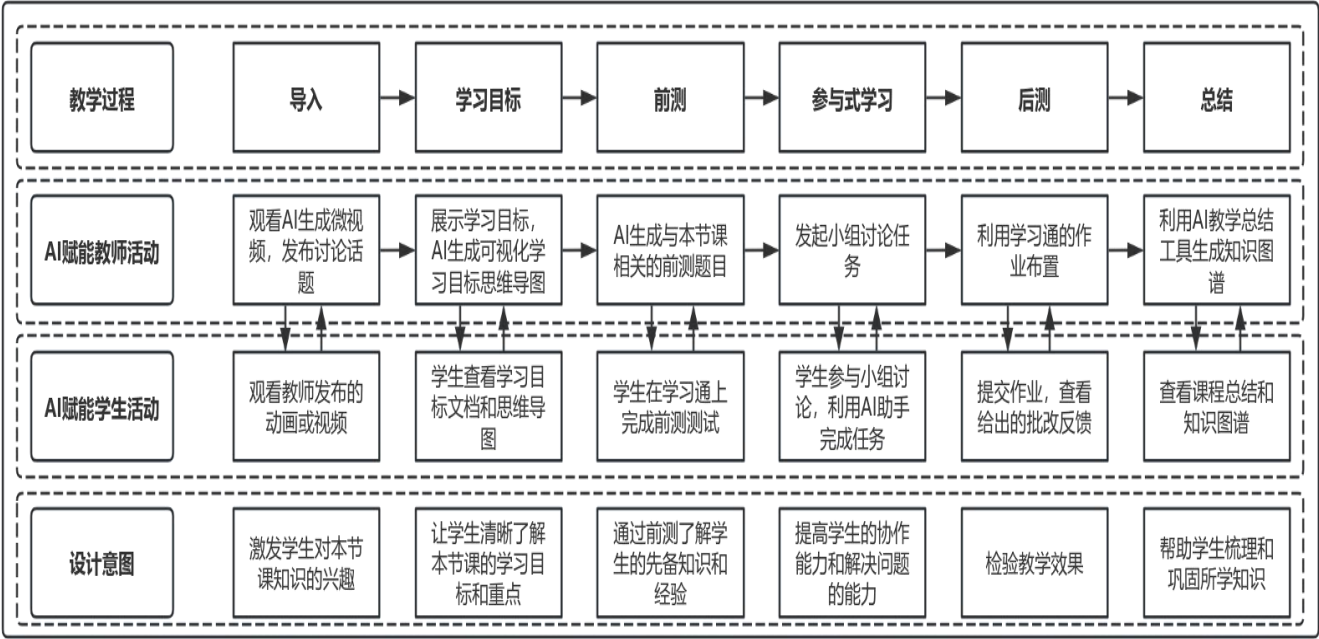 教学过程
导入
学习目标
前测
参与式学习
后测
总结
AI赋能教师活动
观看AI生成微视
频，发布讨论话
题
展示学习目标，
AI生成可视化学
习目标思维导图
AI生成与本节课
相关的前测题目
发起小组讨论任
务
利用学习通的作
业布置
利用AI教学总结
工具生成知识图
谱
AI赋能学生活动
观看教师发布的
动画或视频
学生查看学习目
标文档和思维导
图
学生在学习通上
完成前测测试
学生参与小组讨
论，利用AI助手
完成任务
提交作业，查看
给出的批改反馈
查看课程总结和
知识图谱
设计意图
激发学生对本节
课知识的兴趣
让学生清晰了解
本节课的学习目
标和重点
通过前测了解学
生的先备知识和
经验
提高学生的协作
能力和解决问题
的能力
检验教学效果
帮助学生梳理和
巩固所学知识